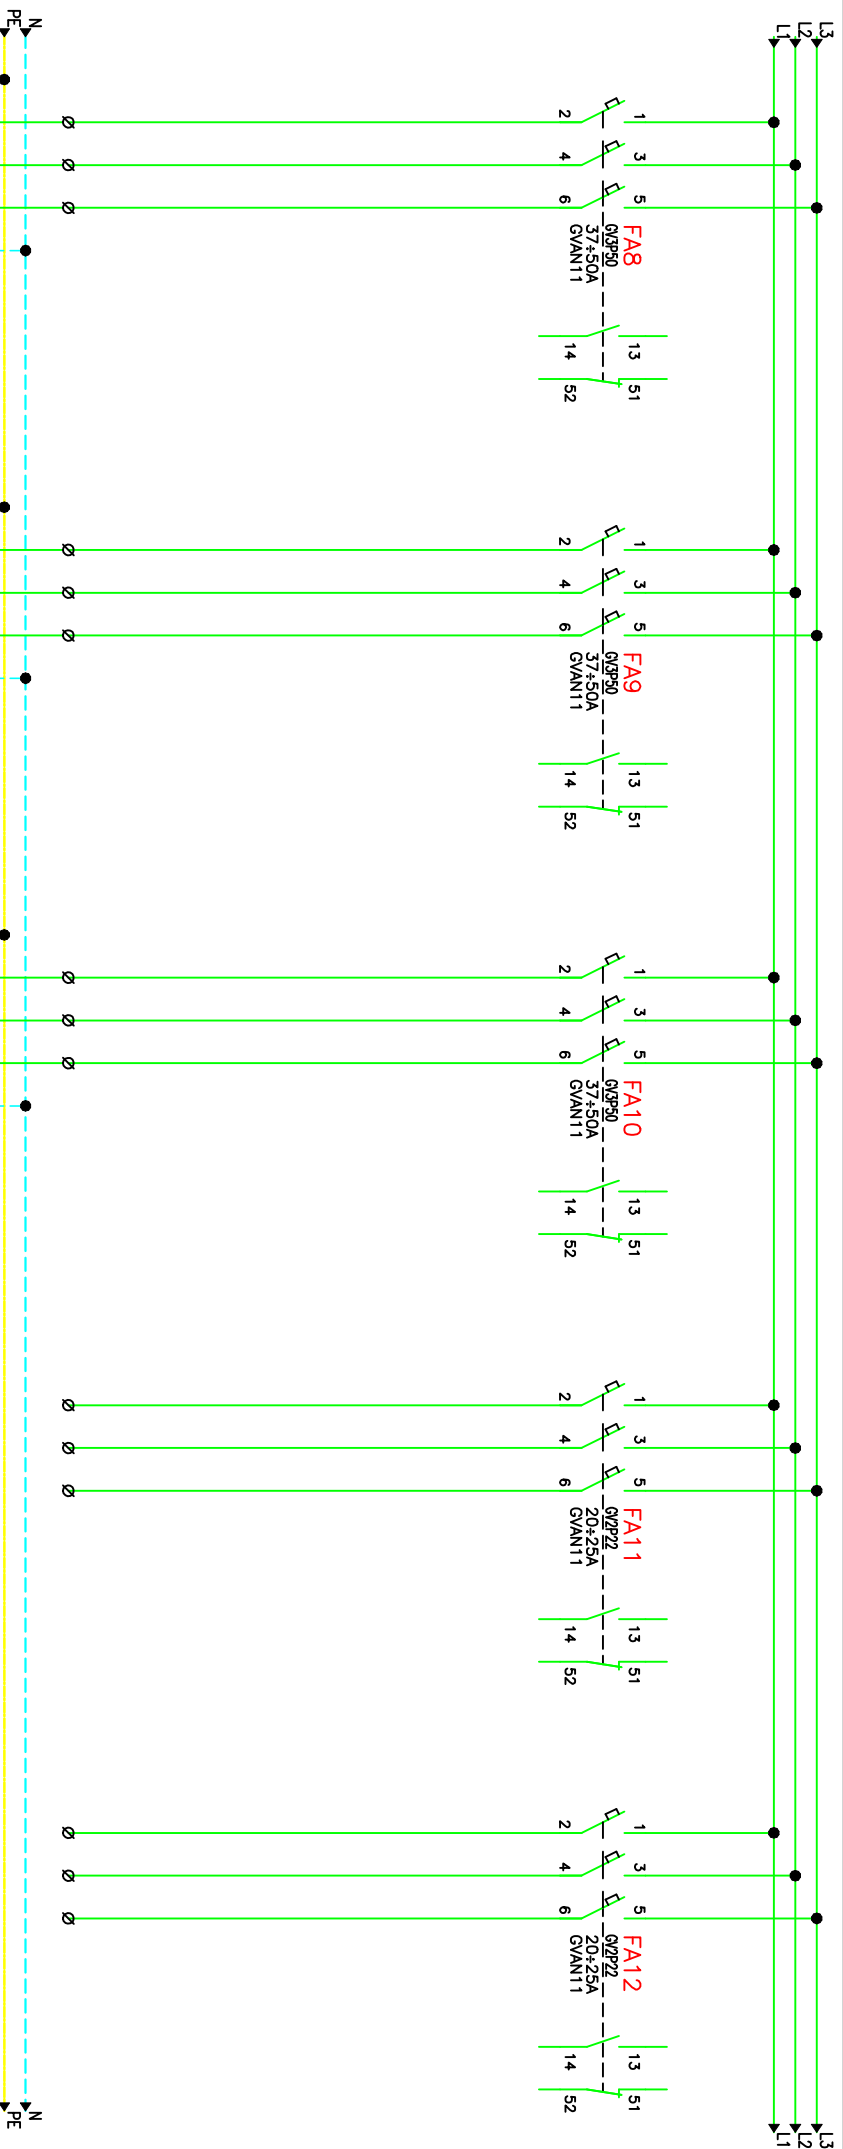 L3
L2
L1
1 3 5
2 4 6
FA8
GV3P50
37÷50A
GVAN11
13 51
14 52
1 3 5
2 4 6
FA9
GV3P50
37÷50A
GVAN11
13 51
14 52
1 3 5
2 4 6
FA10
GV3P50
37÷50A
GVAN11
13 51
14 52
1 3 5
2 4 6
FA11
GV2P22
20÷25A
GVAN11
13 51
14 52
1 3 5
2 4 6
FA12
GV2P22
20÷25A
GVAN11
13 51
14 52
L3
L2
L1
N
PE
N
PE